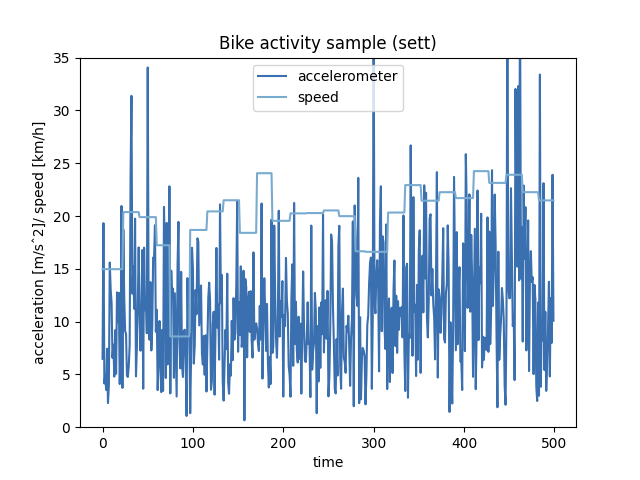 Bike activity sample (sett)
accelerometer
speed
acceleration [m/s^2]/ speed [km/h]
35
30
25
20
15
10
5
0
0 100 200 300 400 500
time